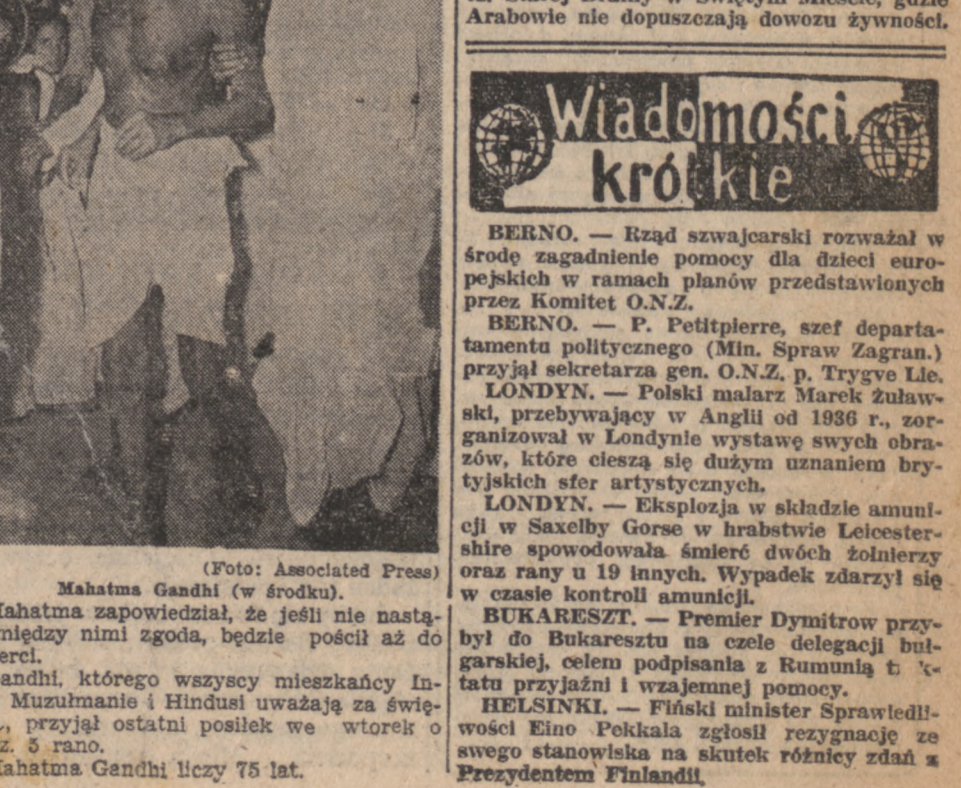 (Foto: Associated Press)
Mahatma Gandhi (w środku).
Mahatma zapowiedział, że jeśli nie nastą-
między nimi zgoda, będzie pościł aż do
erci.
andhi, którego wszyscy mieszkańcy In-
Muzułmanie i Hindusi uważają za świę-
przyjął ostatni posiłek we wtorek o
z. 5 rano.
Mahatma Gandhi liczy 75 lat.
w Świętym Mieście, gdzie
Arabowie nie dopuszczają dowozu żywności.
Wiadomości
krótkie
BERNO. — Rząd szwajcarski rozważał w
środę zagadnienie pomocy dla dzieci euro-
pejskich w ramach planów przedstawionych
przez Komitet O.N.Z.
BERNO. — P. Petitpierre, szef departa-
tamentu politycznego (Min. Spraw Zagran.)
przyjął sekretarza gen. O.N.Z. p. Trygve Lie.
LONDYN. — Polski malarz Marek Żuław-
ski, przebywający w Anglii od 1936 r., zor-
ganizował w Londynie wystawę swych obra-
zów, które cieszą się dużym uznaniem bry-
tyjskich sfer artystycznych.
LONDYN. — Eksplozja w składzie amuni-
cji w Saxelby Gorse w hrabstwie Leicester-
shire spowodowała śmierć dwóch żołnierzy
oraz rany u 19 innych. Wypadek zdarzył się
w czasie kontroli amunicji.
BUKARESZT. — Premier Dymitrow przy-
był do Bukaresztu na czele delegacji buł-
garskiej, celem podpisania z Rumunią
tatu przyjaźni i wzajemnej pomocy.
HELSINKI. — Fiński minister Sprawiedli-
wości Eino Pekkala zgłosił rezygnację ze
swego stanowiska na skutek różnicy zdań z
Prezydentem Finlandii.